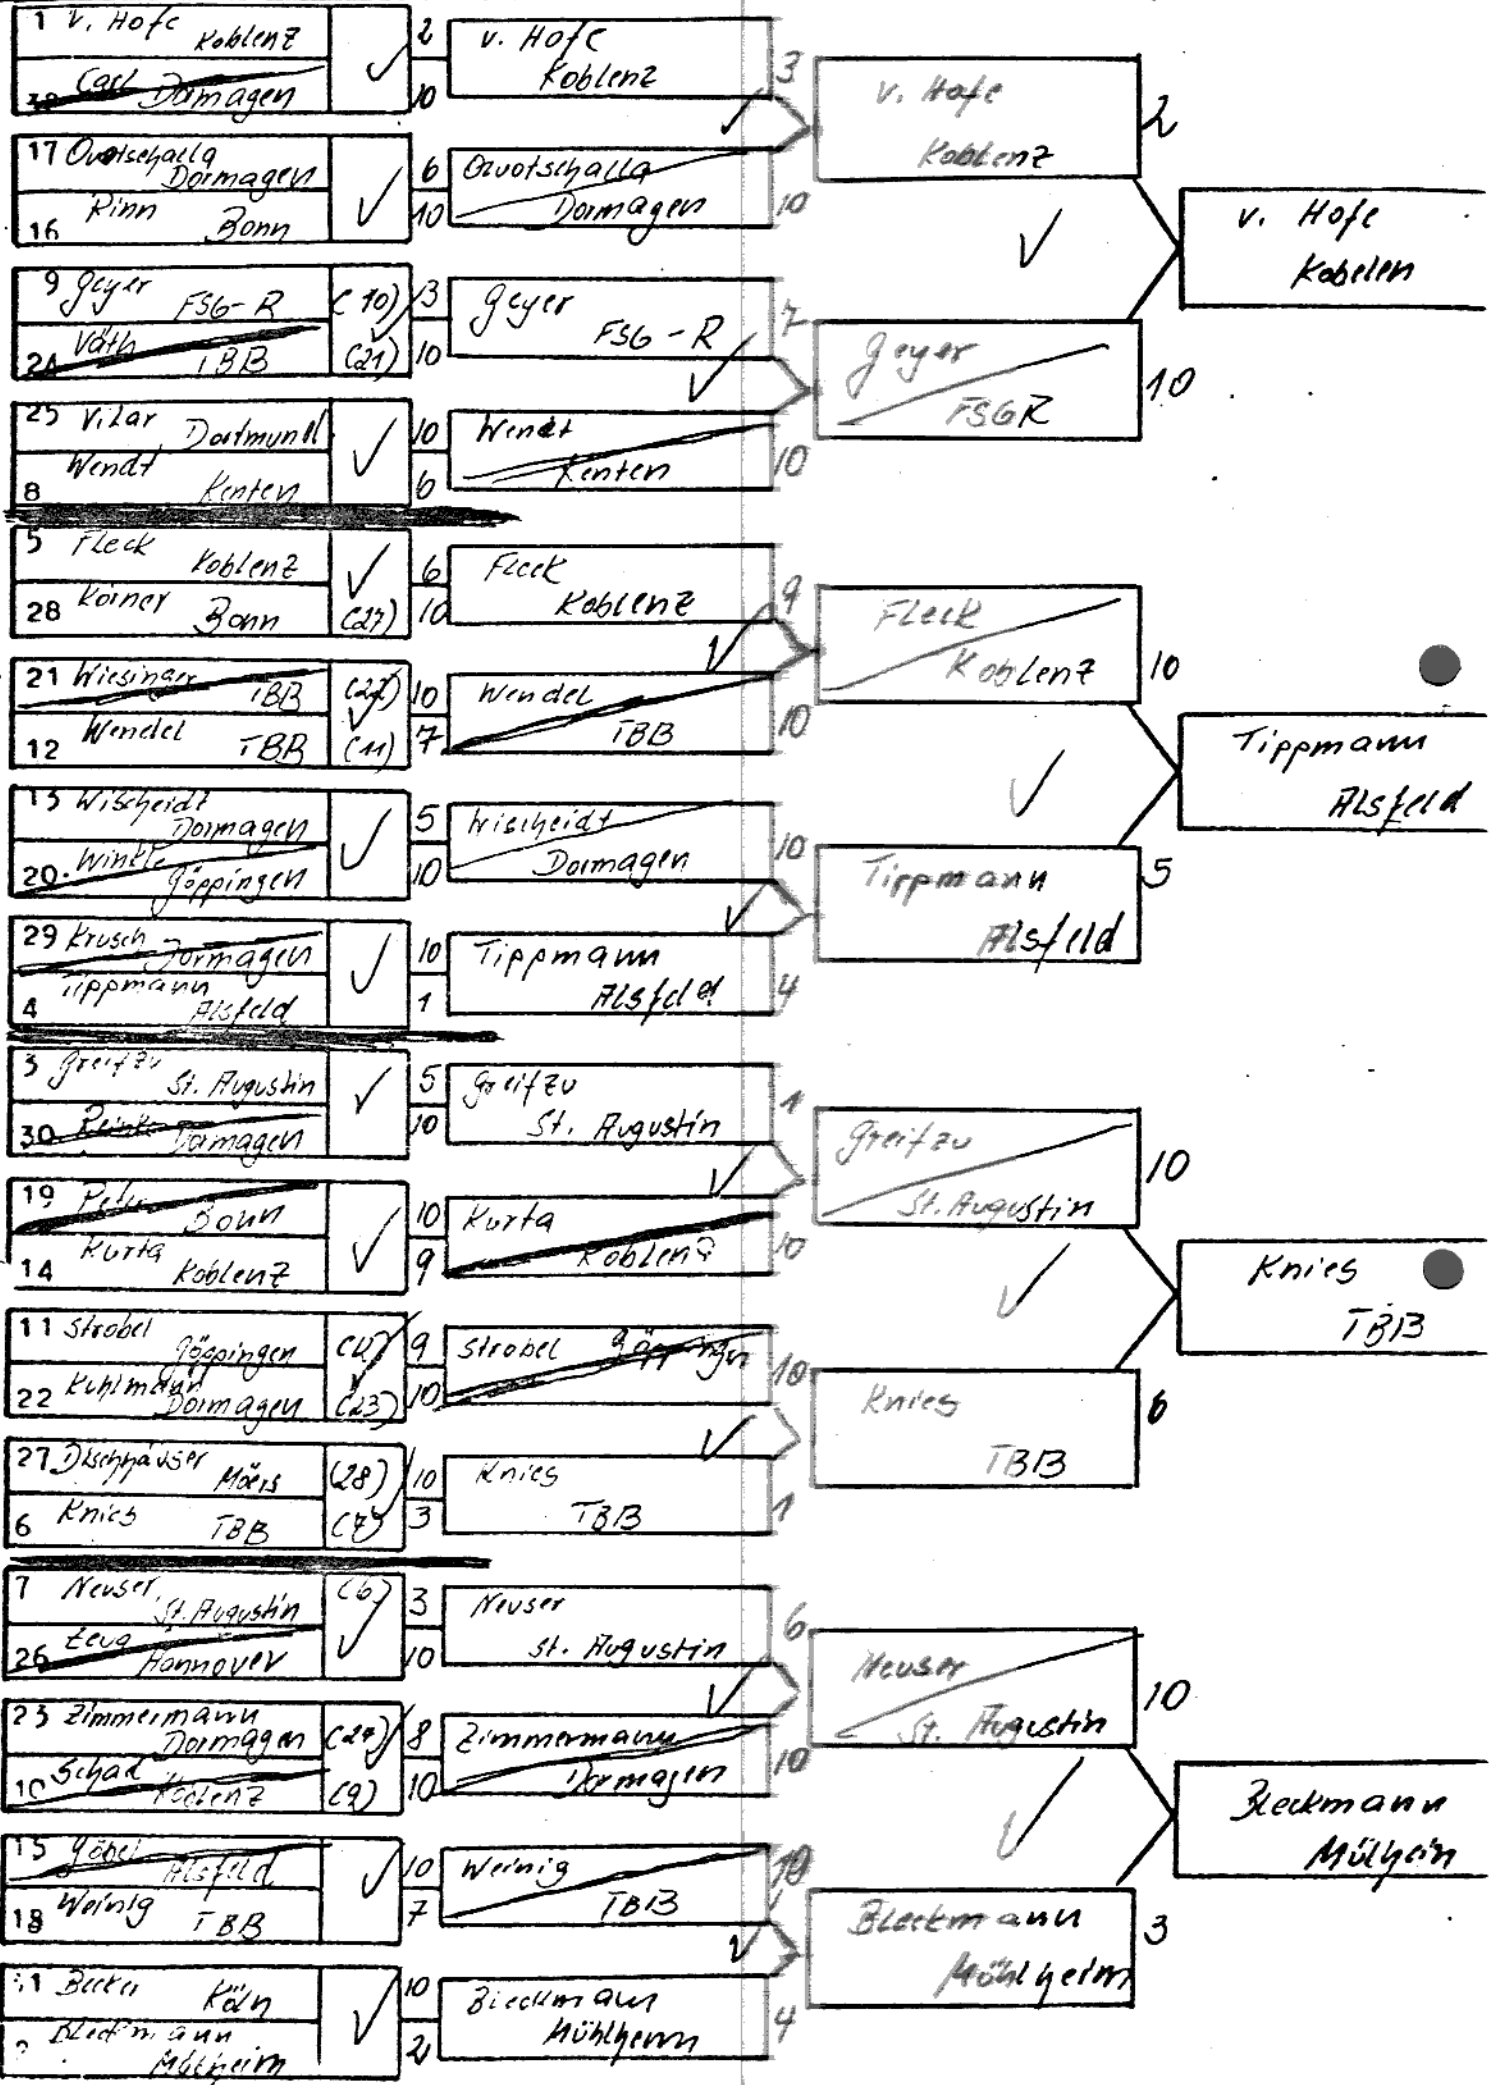 1 v. Hofe
Koblenz
2
10
Dormagen
v. Hofe
Koblenz
3
17
Dormagen
16 Rinn
Bonn
6
10
Dormagen
10
v. Hofe
Koblenz
2
9 Geyer
FSG-R (10)
24 Väth
TBB (21)
3
10
Geyer
FSG-R
7
25 Vilar
Dortmund
8 Wendt
Kenten
10
6
Wendt
Kenten
10
Geyer
FSGR
10
v. Hofe
Kobelen
5 Fleck
Koblenz
28 Körner
Bonn (27)
6
10
Fleck
Koblenz
9
21 Wiesinger
TBB (22)
12 Wendel
TBB (11)
10
7
Wendel
TBB
10
Fleck
Koblenz
10
13 Wischeidt
Dormagen
20 Winkle
Göppingen
5
10
Wischeidt
Dormagen
10
29 Krusch
Dormagen
4 Tippmann
Alsfeld
10
1
Tippmann
Alsfeld
4
Tippmann
Alsfeld
5
Tippmann
Alsfeld
3 Greifzu
St. Augustin
30
Dormagen
5
10
Greifzu
St. Augustin
1
19
Bonn
14 Kurta
Koblenz
10
9
Kurta
Koblenz
10
Greifzu
St. Augustin
10
11 Strobel
Göppingen
22 Kuhlmann
Dormagen (23)
9
10
Strobel Göppingen
10
27
Moers (28)
6 Knies
TBB (7)
10
3
Knies
TBB
1
Knies
TBB
6
Knies
TBB
7 Neuser
St. Augustin (6)
26 Zeug
Hannover
3
10
Neuser
St. Augustin
6
23 Zimmermann
Dormagen (24)
10 Schad
Koblenz (9)
8
10
Zimmermann
Dormagen
10
Neuser
St. Augustin
10
15 Göbel
Alsfeld
18 Weinig
TBB
10
7
Weinig
TBB
10
Becker
Köln
Bleckmann
Mülheim
10
2
Bleckmann
Mühlheim
4
Bleckmann
Mühlheim
3
Bleckmann
Mülheim